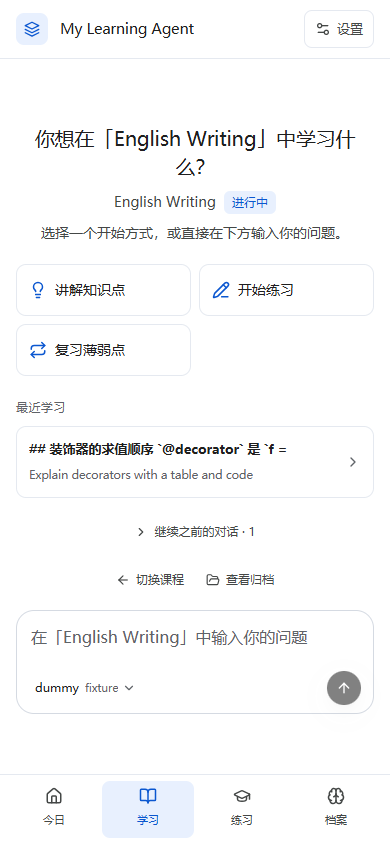 My Learning Agent
设置
你想在「English Writing」中学习什
么?
English Writing 进行中
选择一个开始方式，或直接在下方输入你的问题。
讲解知识点
开始练习
复习薄弱点
最近学习
## 装饰器的求值顺序 `@decorator` 是 `f =
Explain decorators with a table and code
继续之前的对话 · 1
切换课程
查看归档
在「English Writing」中输入你的问题
dummy fixture
今日
学习
练习
档案